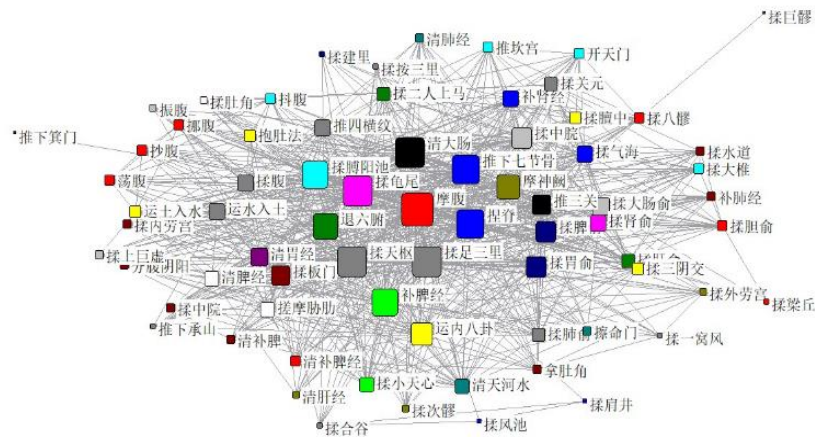 揉巨髎
清肺经
推坎宫
开天门
揉建里
揉按三里
揉关元
揉二人上马
补肾经
振腹
揉肚角
抖腹
揉膻中
揉八髎
挪腹
推四横纹
揉中脘
推下箕门
抱肚法
清大肠
揉气海
抄腹
揉水道
推下七节骨
揉膊阳池
揉大椎
荡腹
揉腹
揉龟尾
摩神阙
补肺经
推三关
揉大肠俞
运土入水
运水入土
摩腹
揉内劳宫
退六腑
捏脊
揉肾俞
揉胆俞
揉脾
揉上巨虚
清胃经
揉天枢
揉足三里
揉肝俞
分腹阴阳
揉板门
揉胃俞
揉三阴交
清脾经
揉外劳宫
补脾经
揉梁丘
揉中脘
搓摩胁肋
推下承山
运内八卦
揉肺俞
擦命门
揉一窝风
清补脾
清补脾经
拿肚角
揉小天心
清天河水
清肝经
揉次髎
揉肩井
揉合谷
揉风池